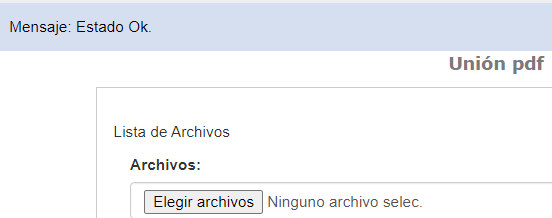 Mensaje: Estado Ok.
Unión pdf
Lista de Archivos
Archivos:
Elegir archivos Ninguno archivo selec.